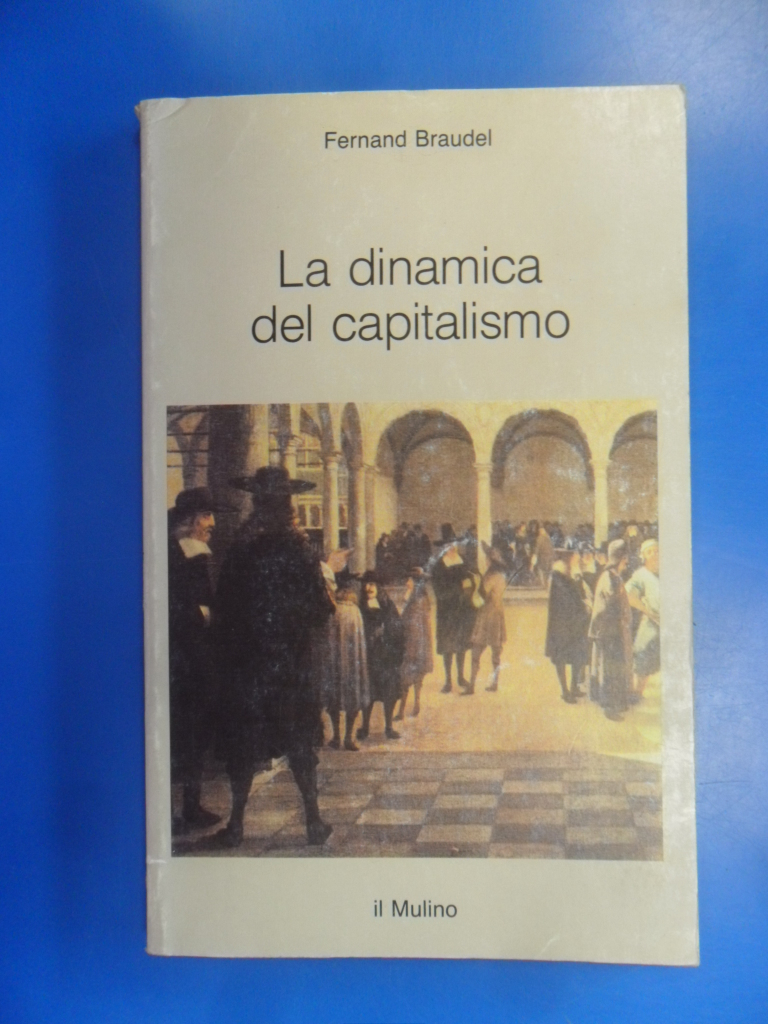 Fernand Braudel
La dinamica
del capitalismo
il Mulino